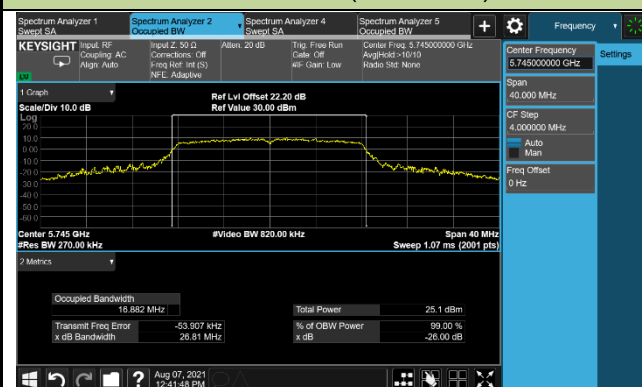 Spectrum Analyzer 1
Swept SA
Spectrum Analyzer 2
Occupied BW
Spectrum Analyzer 4
Swept SA
Spectrum Analyzer 5
Occupied BW
+
Frequency
KEYSIGHT
LU
Input: RF
Coupling: AC
Align: Auto
Input Z: 50 Ω
Corrections: Off
Freq Ref: Int (S)
NFE: Adaptive
Atten: 20 dB
Trig: Free Run
Gate: Off
#IF Gain: Low
Center Freq: 5.745000000 GHz
Avg|Hold:>10/10
Radio Std: None
Center Frequency
5.745000000 GHz
Settings
Span
40.000 MHz
CF Step
4.000000 MHz
Auto
Man
Freq Offset
0 Hz
1 Graph
Scale/Div 10.0 dB
Ref Lvl Offset 22.20 dB
Ref Value 30.00 dBm
Log
20.0
10.0
0.00
-10.0
-20.0
-30.0
-40.0
-50.0
-60.0
Center 5.745 GHz
#Res BW 270.00 kHz
#Video BW 820.00 kHz
Span 40 MHz
Sweep 1.07 ms (2001 pts)
2 Metrics
Occupied Bandwidth
16.882 MHz
Total Power 25.1 dBm
Transmit Freq Error -53.907 kHz
% of OBW Power 99.00 %
x dB Bandwidth 26.81 MHz
x dB -26.00 dB
?
Aug 07, 2021
12:41:48 PM